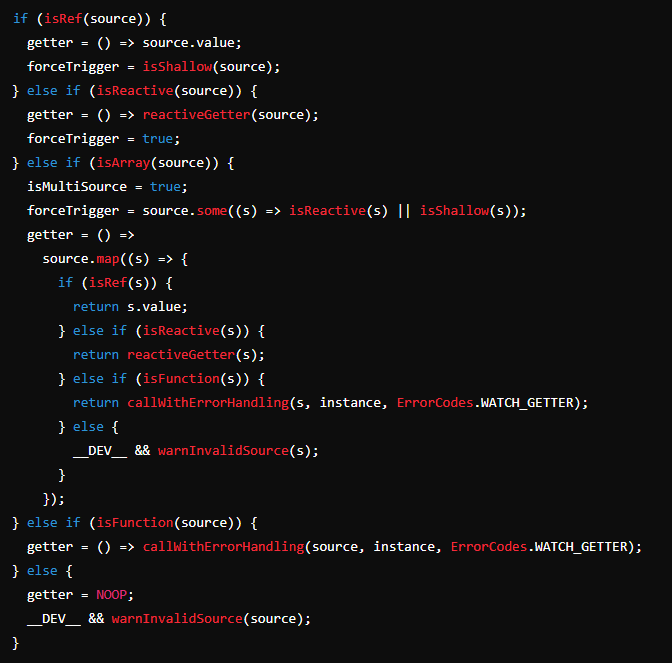 if (isRef(source)) {
  getter = () => source.value;
  forceTrigger = isShallow(source);
} else if (isReactive(source)) {
  getter = () => reactiveGetter(source);
  forceTrigger = true;
} else if (isArray(source)) {
  isMultiSource = true;
  forceTrigger = source.some((s) => isReactive(s) || isShallow(s));
  getter = () =>
    source.map((s) => {
      if (isRef(s)) {
        return s.value;
      } else if (isReactive(s)) {
        return reactiveGetter(s);
      } else if (isFunction(s)) {
        return callWithErrorHandling(s, instance, ErrorCodes.WATCH_GETTER);
      } else {
        __DEV__ && warnInvalidSource(s);
      }
    });
} else if (isFunction(source)) {
  getter = () => callWithErrorHandling(source, instance, ErrorCodes.WATCH_GETTER);
} else {
  getter = NOOP;
  __DEV__ && warnInvalidSource(source);
}